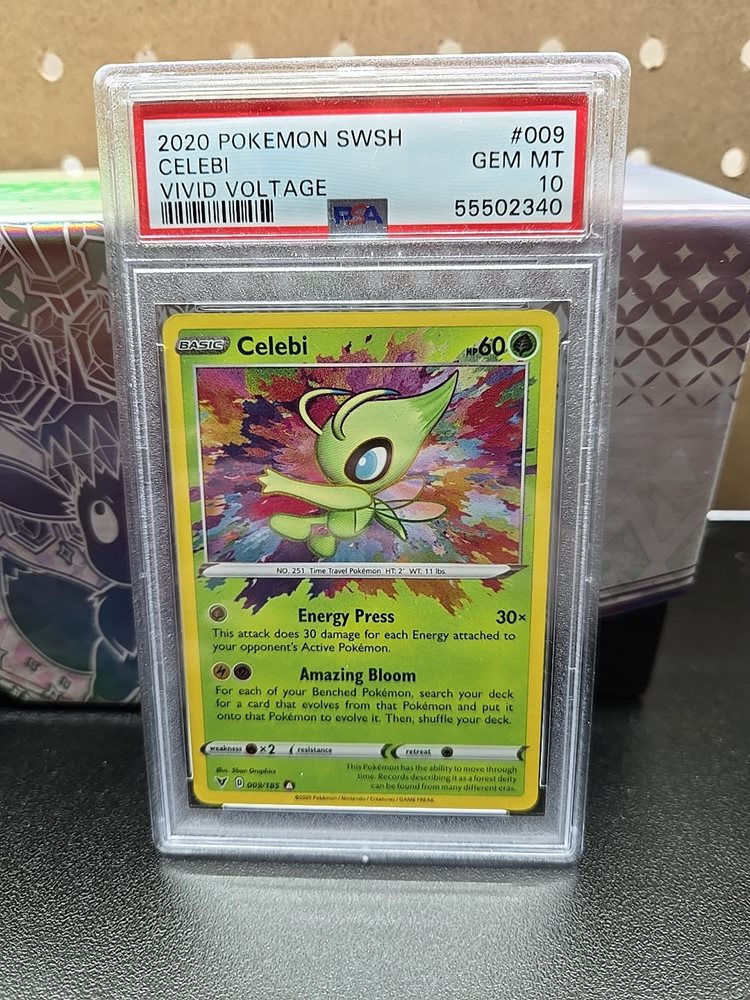 2020 POKEMON SWSH #009
CELEBI GEM MT
VIVID VOLTAGE 10
PSA 55502340
BASIC Celebi HP60
NO. 251 Time Travel Pokémon HT: 2' WT: 11 lbs.
Energy Press 30×
This attack does 30 damage for each Energy attached to
your opponent's Active Pokémon.
Amazing Bloom
For each of your Benched Pokémon, search your deck
for a card that evolves from that Pokémon and put it
onto that Pokémon to evolve it. Then, shuffle your deck.
weakness ×2 resistance retreat
Illus. Shan Graphics
This Pokémon has the ability to move through
time. Records describing it as a forest deity
can be found from many different eras.
D 009/185
©2020 Pokémon / Nintendo / Creatures / GAME FREAK